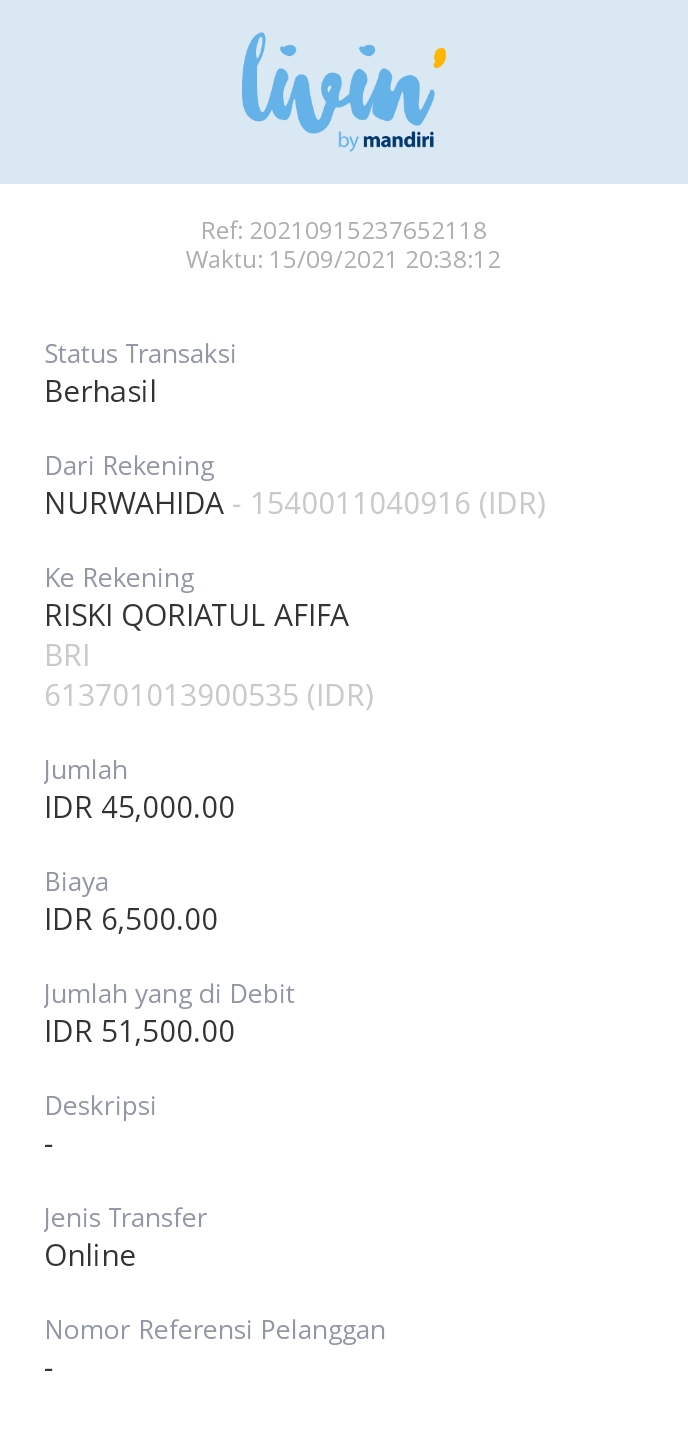 livin'
by mandiri
Ref: 20210915237652118
Waktu: 15/09/2021 20:38:12
Status Transaksi
Berhasil
Dari Rekening
NURWAHIDA - 1540011040916 (IDR)
Ke Rekening
RISKI QORIATUL AFIFA
BRI
613701013900535 (IDR)
Jumlah
IDR 45,000.00
Biaya
IDR 6,500.00
Jumlah yang di Debit
IDR 51,500.00
Deskripsi
-
Jenis Transfer
Online
Nomor Referensi Pelanggan
-